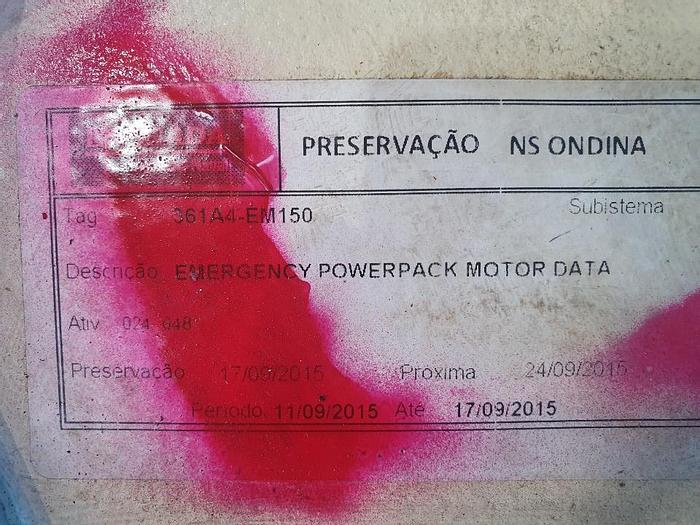 PRESERVAÇÃO NS ONDINA
Tag 361A4-EM150 Subistema
Descrição EMERGENCY POWERPACK MOTOR DATA
Ativ 024 048
Preservação 17/09/2015 Proxima 24/09/2015
Periodo 11/09/2015 Até 17/09/2015